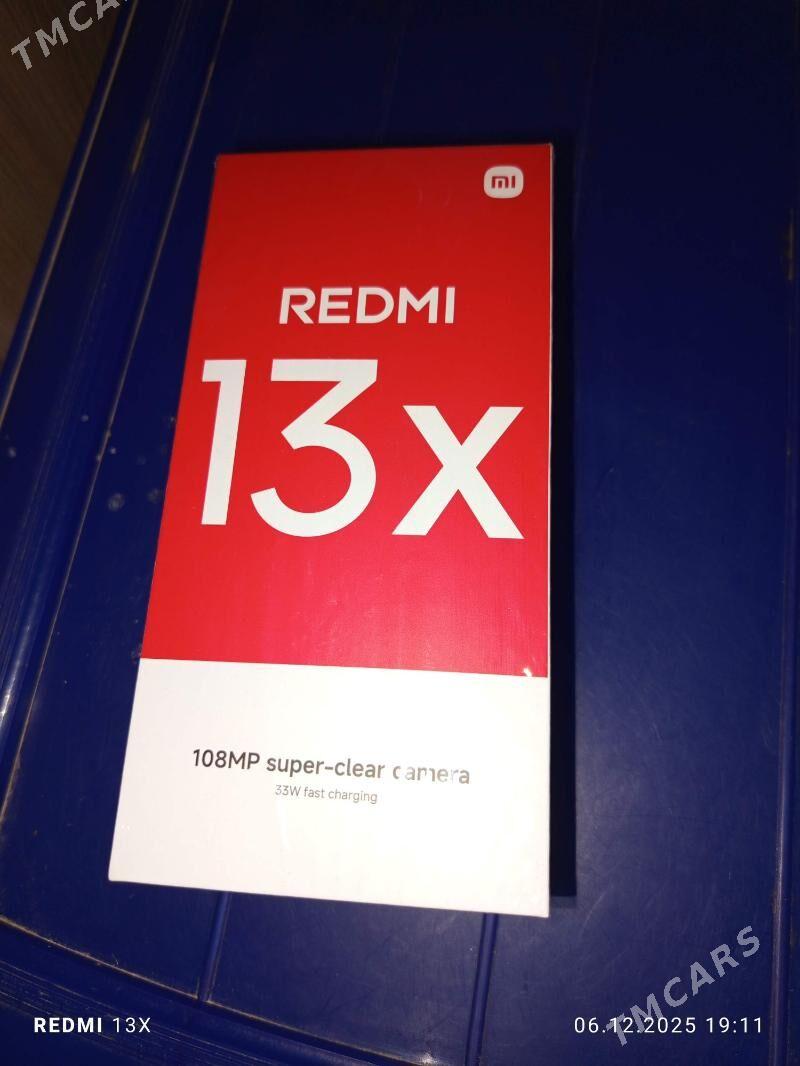 TMCARS
mi
REDMI
13x
108MP super-clear camera
33W fast charging
TMCARS
REDMI 13X
06.12.2025 19:11